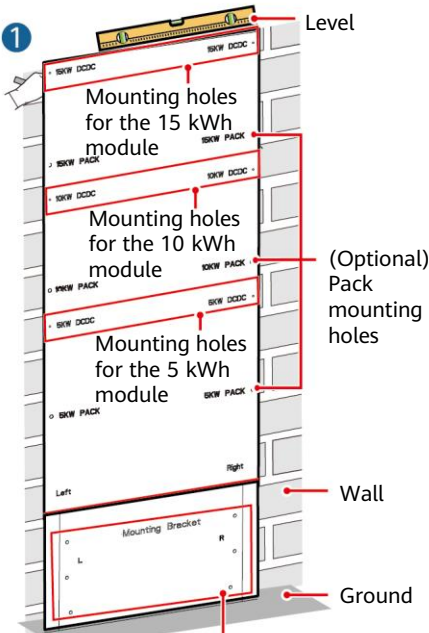 1
Level
15KW DCDC
15KW DCDC
Mounting holes
for the 15 kWh
module
15KW PACK
15KW PACK
10KW DCDC
10KW DCDC
Mounting holes
for the 10 kWh
module
10KW PACK
10KW PACK
(Optional)
Pack
mounting
holes
5KW DCDC
5KW DCDC
Mounting holes
for the 5 kWh
module
5KW PACK
5KW PACK
Left
Right
Wall
Mounting Bracket
L
R
Ground